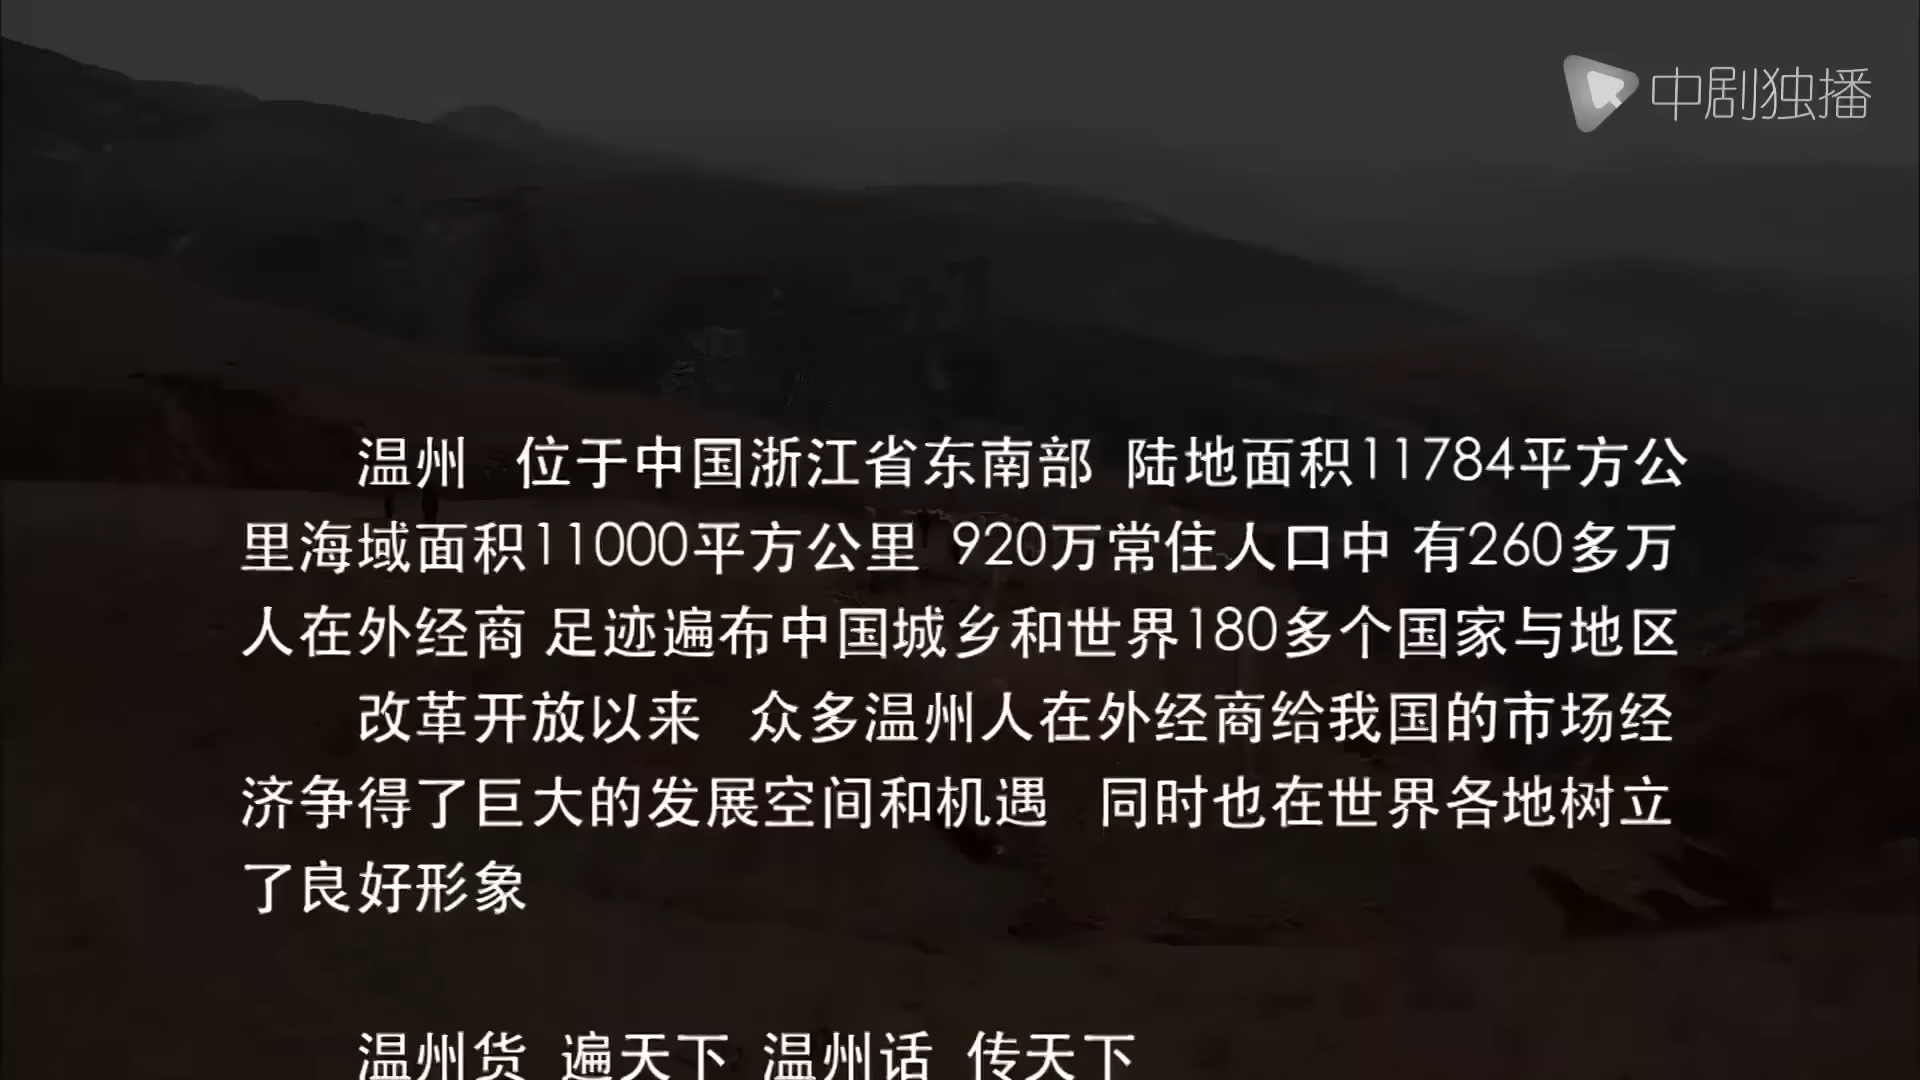 中剧独播
温州 位于中国浙江省东南部 陆地面积11784平方公
里海域面积11000平方公里 920万常住人口中 有260多万
人在外经商 足迹遍布中国城乡和世界180多个国家与地区
改革开放以来 众多温州人在外经商给我国的市场经
济争得了巨大的发展空间和机遇 同时也在世界各地树立
了良好形象
温州货 遍天下 温州话 传天下